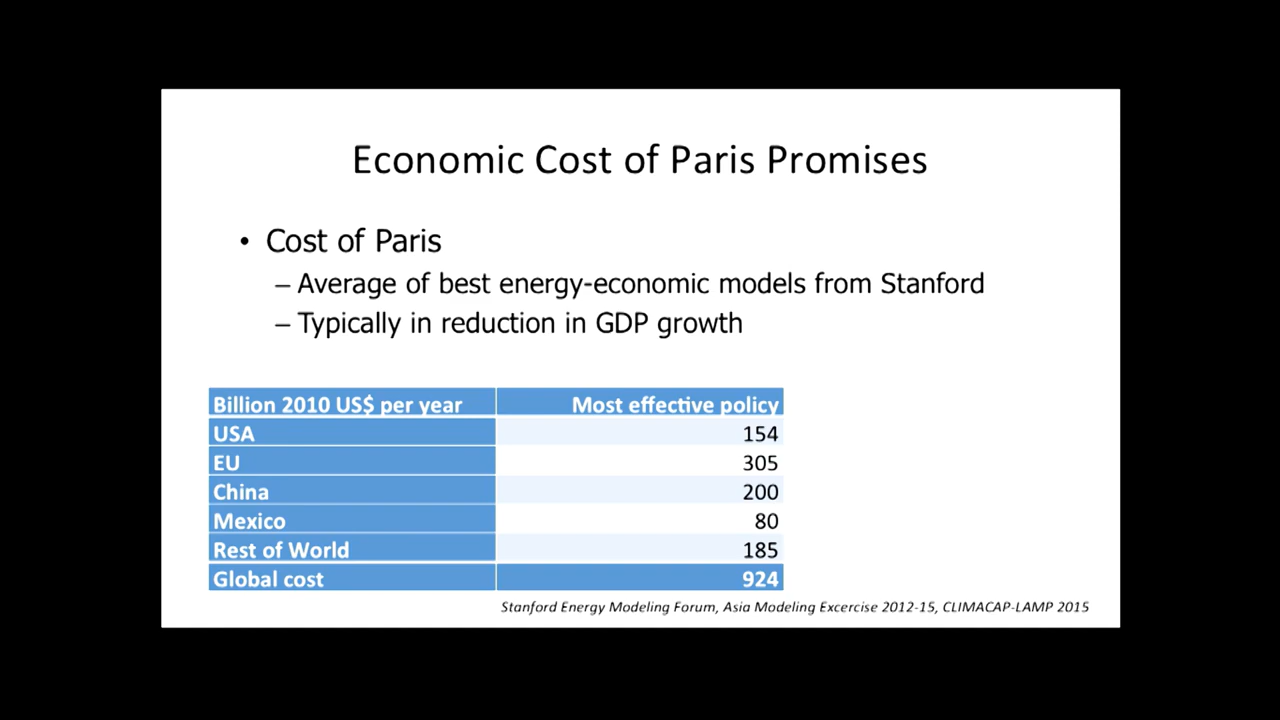 Economic Cost of Paris Promises
• Cost of Paris
– Average of best energy-economic models from Stanford
– Typically in reduction in GDP growth
Billion 2010 US$ per year Most effective policy
USA 154
EU 305
China 200
Mexico 80
Rest of World 185
Global cost 924
Stanford Energy Modeling Forum, Asia Modeling Excercise 2012-15, CLIMACAP-LAMP 2015